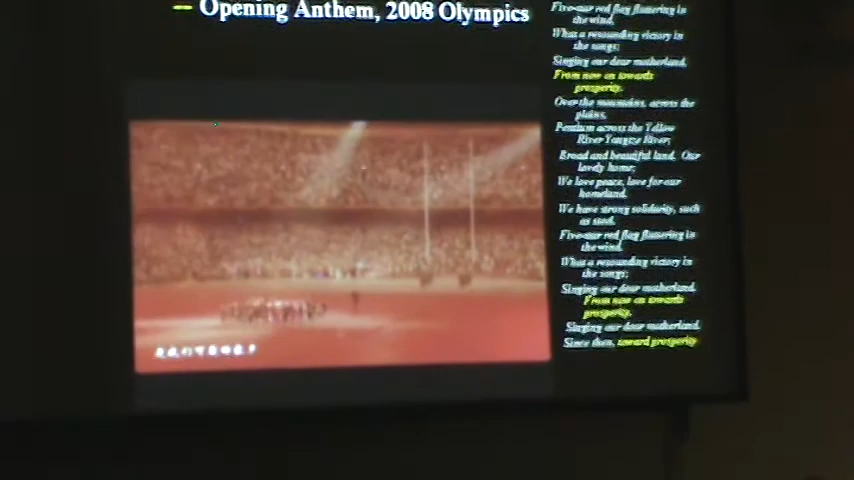 – Opening Anthem, 2008 Olympics
Five-star red flag fluttering in
the wind,
What a resounding victory in
the songs;
Singing our dear motherland,
From now on towards
prosperity.
Over the mountains, across the
plains,
across the Yellow
River Yangtze River;
Broad and beautiful land, Our
lovely home;
We love peace, love for our
homeland,
We have strong solidarity, such
as steel.
Five-star red flag fluttering in
the wind,
What a resounding victory in
the songs;
Singing our dear motherland,
From now on towards
prosperity.
Singing our dear motherland,
Since then, toward prosperity